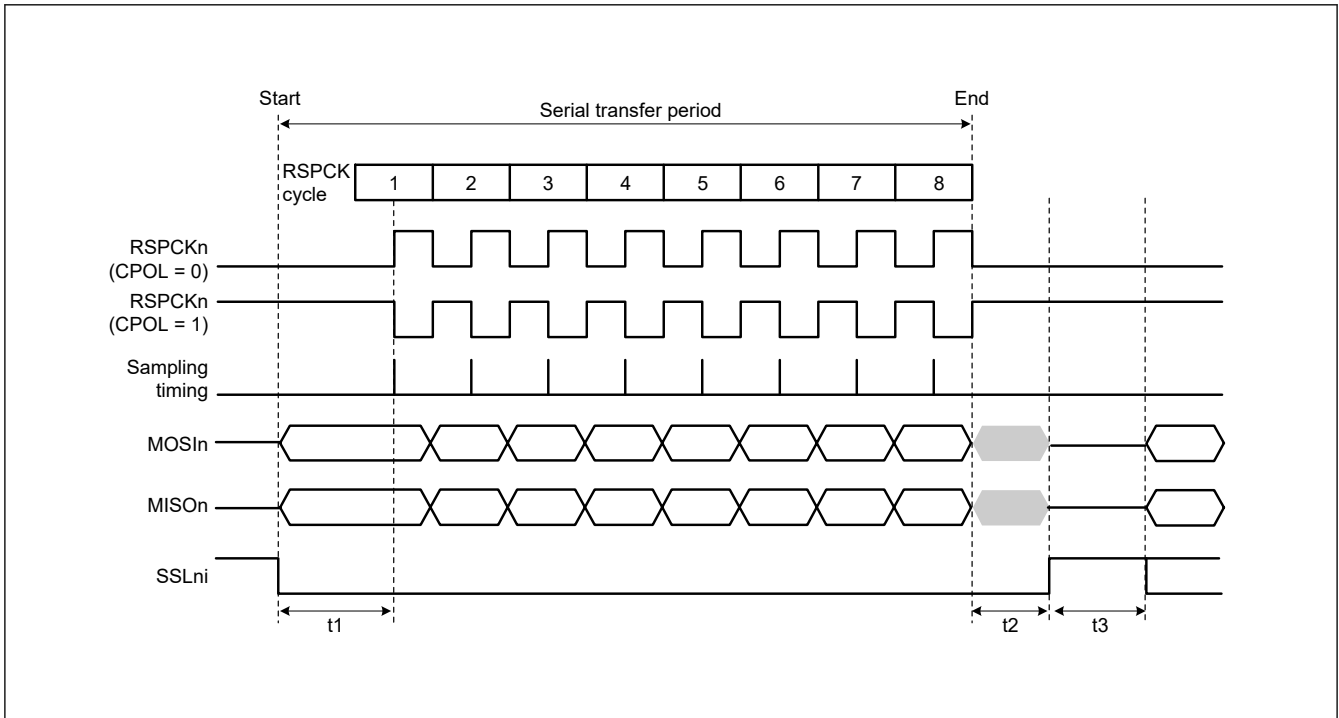 Start
End
Serial transfer period
RSPCK
cycle
1 2 3 4 5 6 7 8
RSPCKn
(CPOL = 0)
RSPCKn
(CPOL = 1)
Sampling
timing
MOSIn
MISOn
SSLni
t1
t2
t3